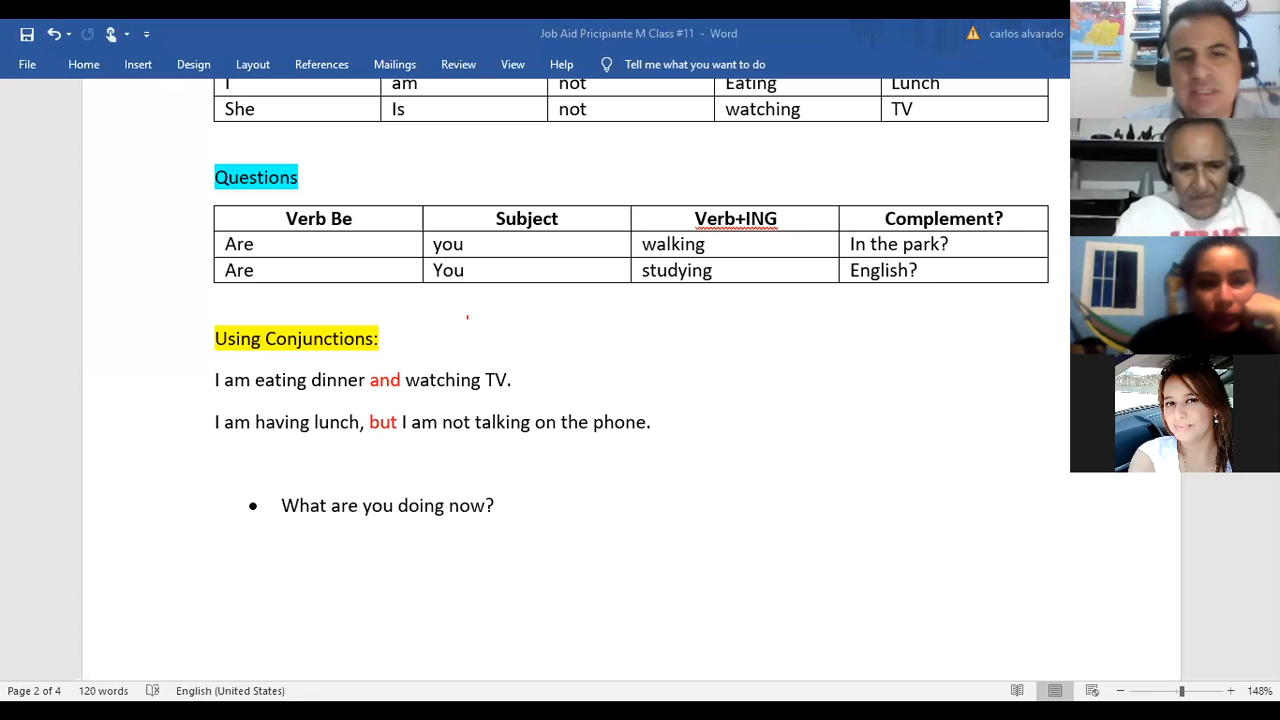 Job Aid Pricipiante M Class #11 - Word
carlos alvarado
File Home Insert Design Layout References Mailings Review View Help Tell me what you want to do
I am not Eating Lunch
She Is not watching TV
Questions
Verb Be Subject Verb+ING Complement?
Are you walking In the park?
Are You studying English?
Using Conjunctions:
I am eating dinner and watching TV.
I am having lunch, but I am not talking on the phone.
• What are you doing now?
Page 2 of 4 120 words English (United States) 148%